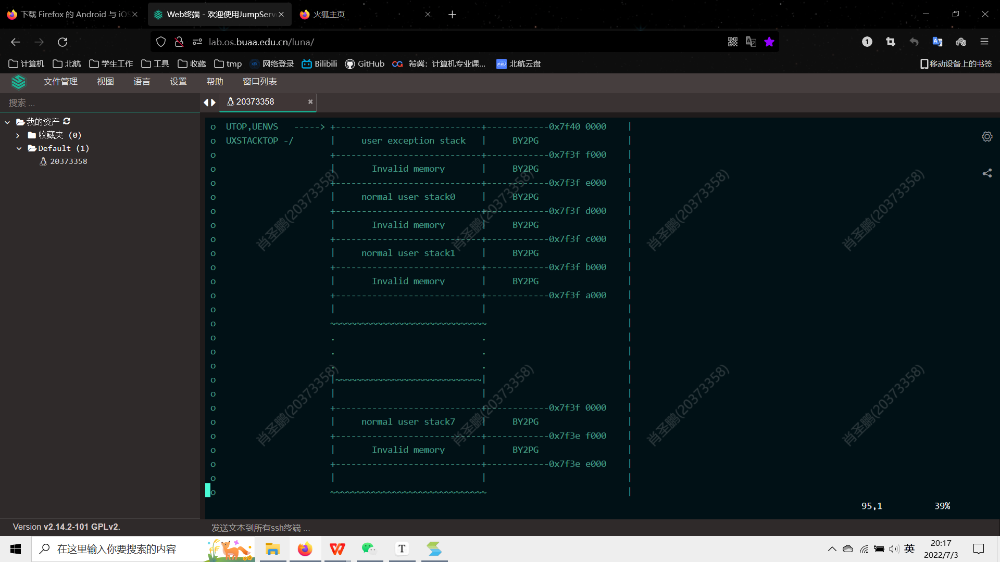 下载 Firefox 的 Android 与 iOS
Web终端 - 欢迎使用JumpServe
火狐主页
lab.os.buaa.edu.cn/luna/
计算机
北航
学生工作
工具
收藏
tmp
网络登录
Bilibili
GitHub
希冀：计算机专业课...
北航云盘
移动设备上的书签
文件管理
视图
语言
设置
帮助
窗口列表
搜索 ...
20373358
我的资产
收藏夹 (0)
Default (1)
20373358
o  UTOP,UENVS   -----> +----------------------------+------------0x7f40 0000    |
o  UXSTACKTOP -/       |     user exception stack   |     BY2PG                 |
o                      +----------------------------+------------0x7f3f f000    |
o                      |       Invalid memory       |     BY2PG                 |
o                      +----------------------------+------------0x7f3f e000    |
o                      |     normal user stack0     |     BY2PG                 |
o                      +----------------------------+------------0x7f3f d000    |
o                      |       Invalid memory       |     BY2PG                 |
o                      +----------------------------+------------0x7f3f c000    |
o                      |     normal user stack1     |     BY2PG                 |
o                      +----------------------------+------------0x7f3f b000    |
o                      |       Invalid memory       |     BY2PG                 |
o                      +----------------------------+------------0x7f3f a000    |
o                      |                            |                           |
o                      ~~~~~~~~~~~~~~~~~~~~~~~~~~~~~~                           |
o                      .                            .                           |
o                      .                            .                           |
o                      .                            .                           |
o                      |~~~~~~~~~~~~~~~~~~~~~~~~~~~~|                           |
o                      |                            |                           |
o                      +----------------------------+------------0x7f3f 0000    |
o                      |     normal user stack7     |     BY2PG                 |
o                      +----------------------------+------------0x7f3e f000    |
o                      |       Invalid memory       |     BY2PG                 |
o                      +----------------------------+------------0x7f3e e000    |
o                      |                            |                           |
o                      ~~~~~~~~~~~~~~~~~~~~~~~~~~~~~~                           |
95,1
39%
肖圣鹏(20373358)
肖圣鹏(20373358)
肖圣鹏(20373358)
肖圣鹏(20373358)
肖圣鹏(20373358)
肖圣鹏(20373358)
肖圣鹏(20373358)
肖圣鹏(20373358)
Version v2.14.2-101 GPLv2.
发送文本到所有ssh终端 ...
在这里输入你要搜索的内容
英
20:17
2022/7/3